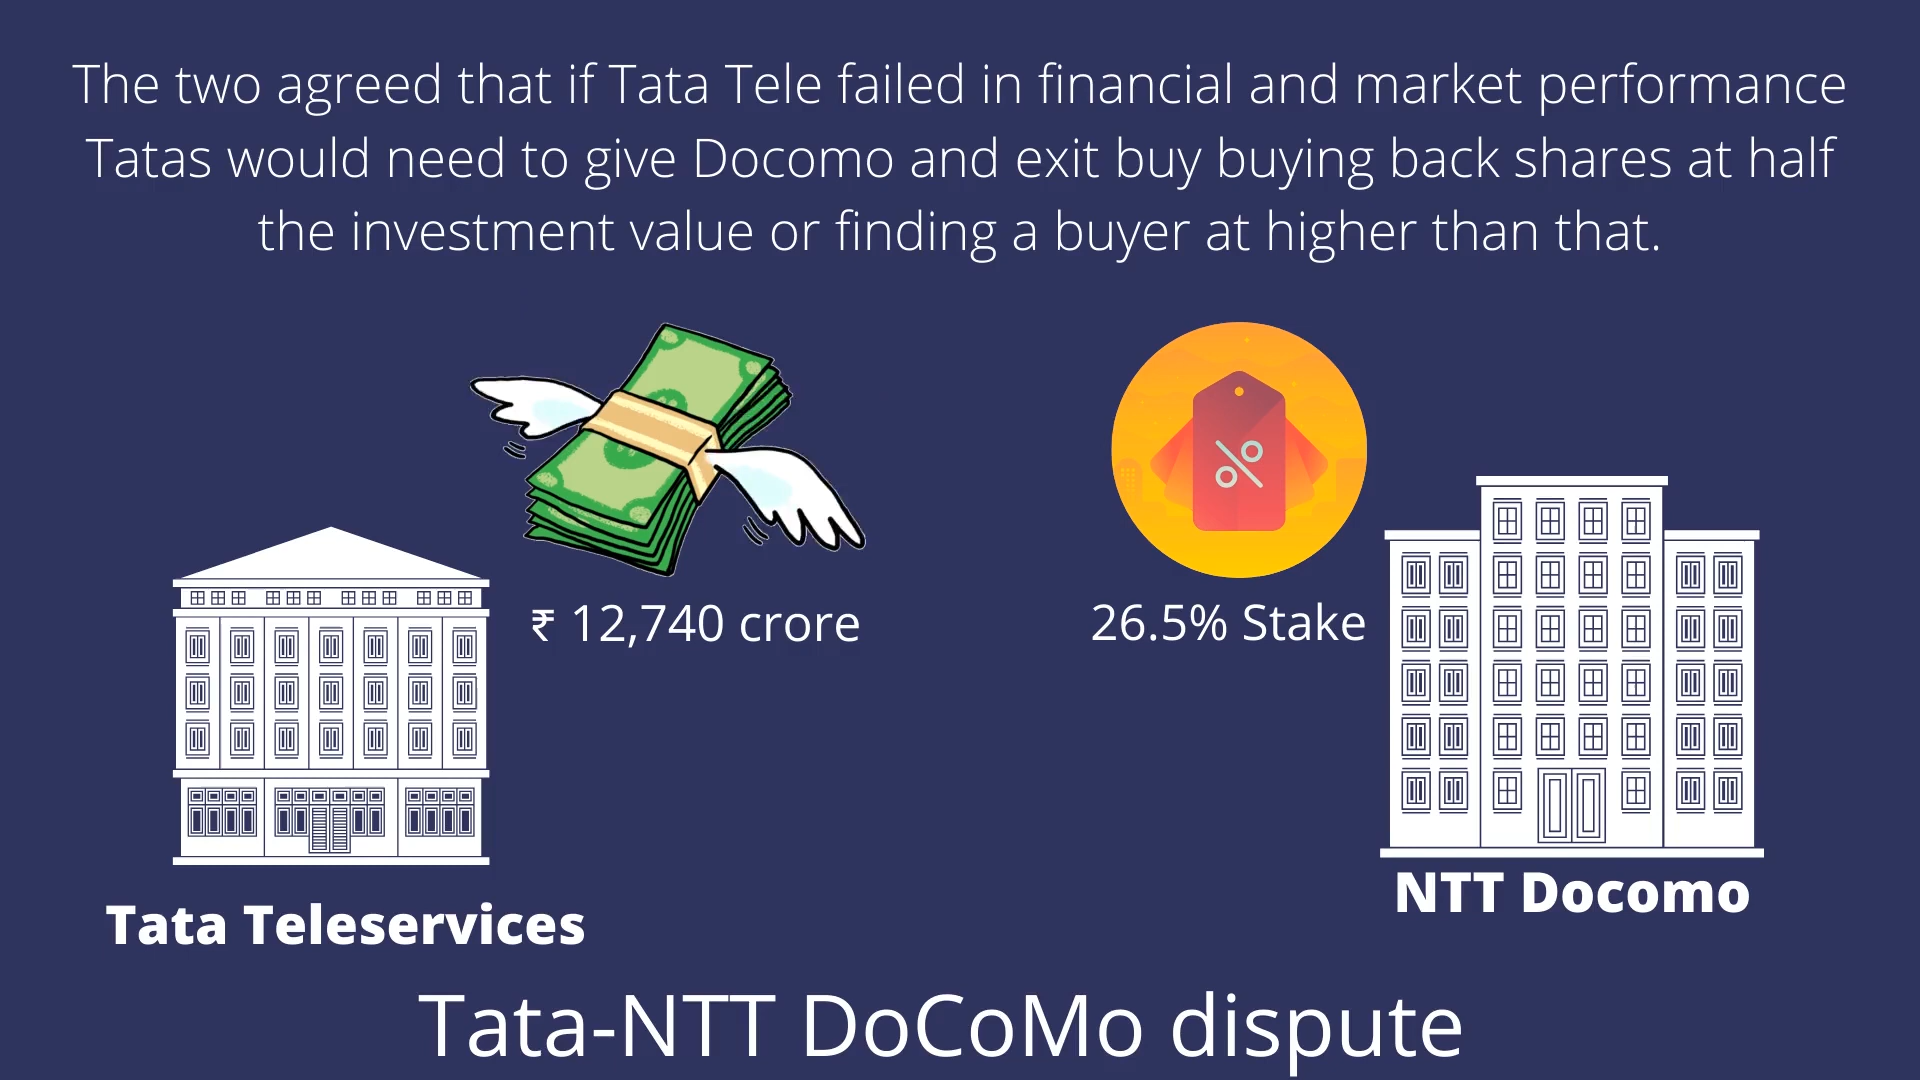 The two agreed that if Tata Tele failed in financial and market performance
Tatas would need to give Docomo and exit buy buying back shares at half
the investment value or finding a buyer at higher than that.
%
₹ 12,740 crore
26.5% Stake
Tata Teleservices
NTT Docomo
Tata-NTT DoCoMo dispute